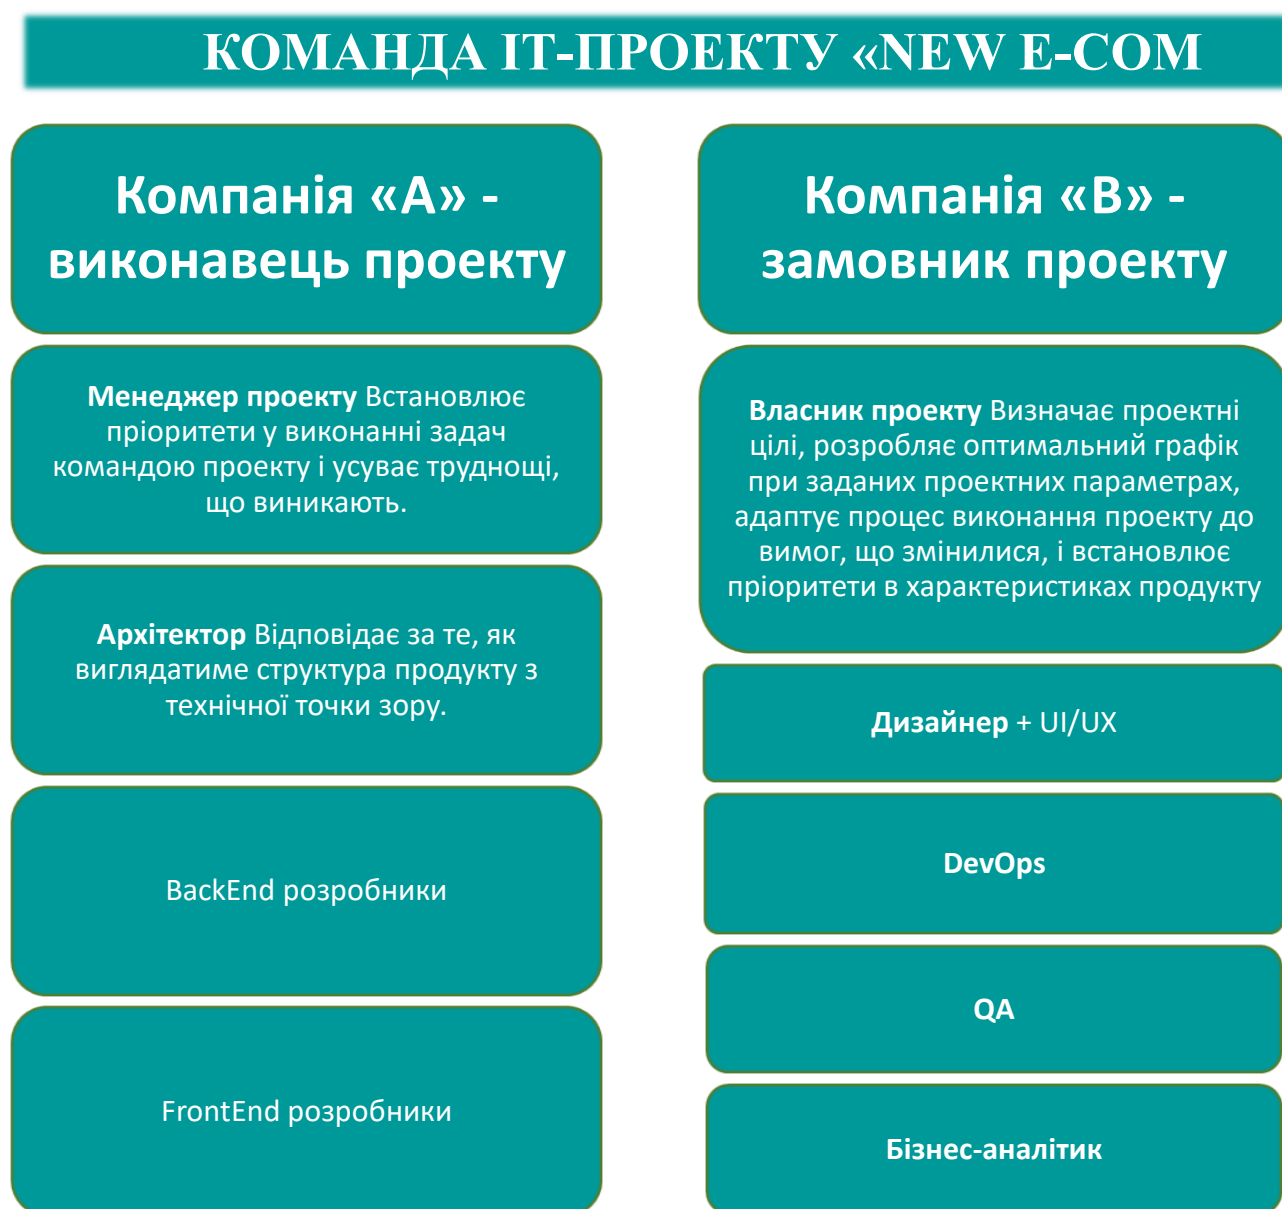 КОМАНДА ІТ-ПРОЕКТУ «NEW E-COM
Компанія «А» -
виконавець проекту
Менеджер проекту Встановлює
пріоритети у виконанні задач
командою проекту і усуває труднощі,
що виникають.
Архітектор Відповідає за те, як
виглядатиме структура продукту з
технічної точки зору.
BackEnd розробники
FrontEnd розробники
Компанія «В» -
замовник проекту
Власник проекту Визначає проектні
цілі, розробляє оптимальний графік
при заданих проектних параметрах,
адаптує процес виконання проекту до
вимог, що змінилися, і встановлює
пріоритети в характеристиках продукту
Дизайнер + UI/UX
DevOps
QA
Бізнес-аналітик